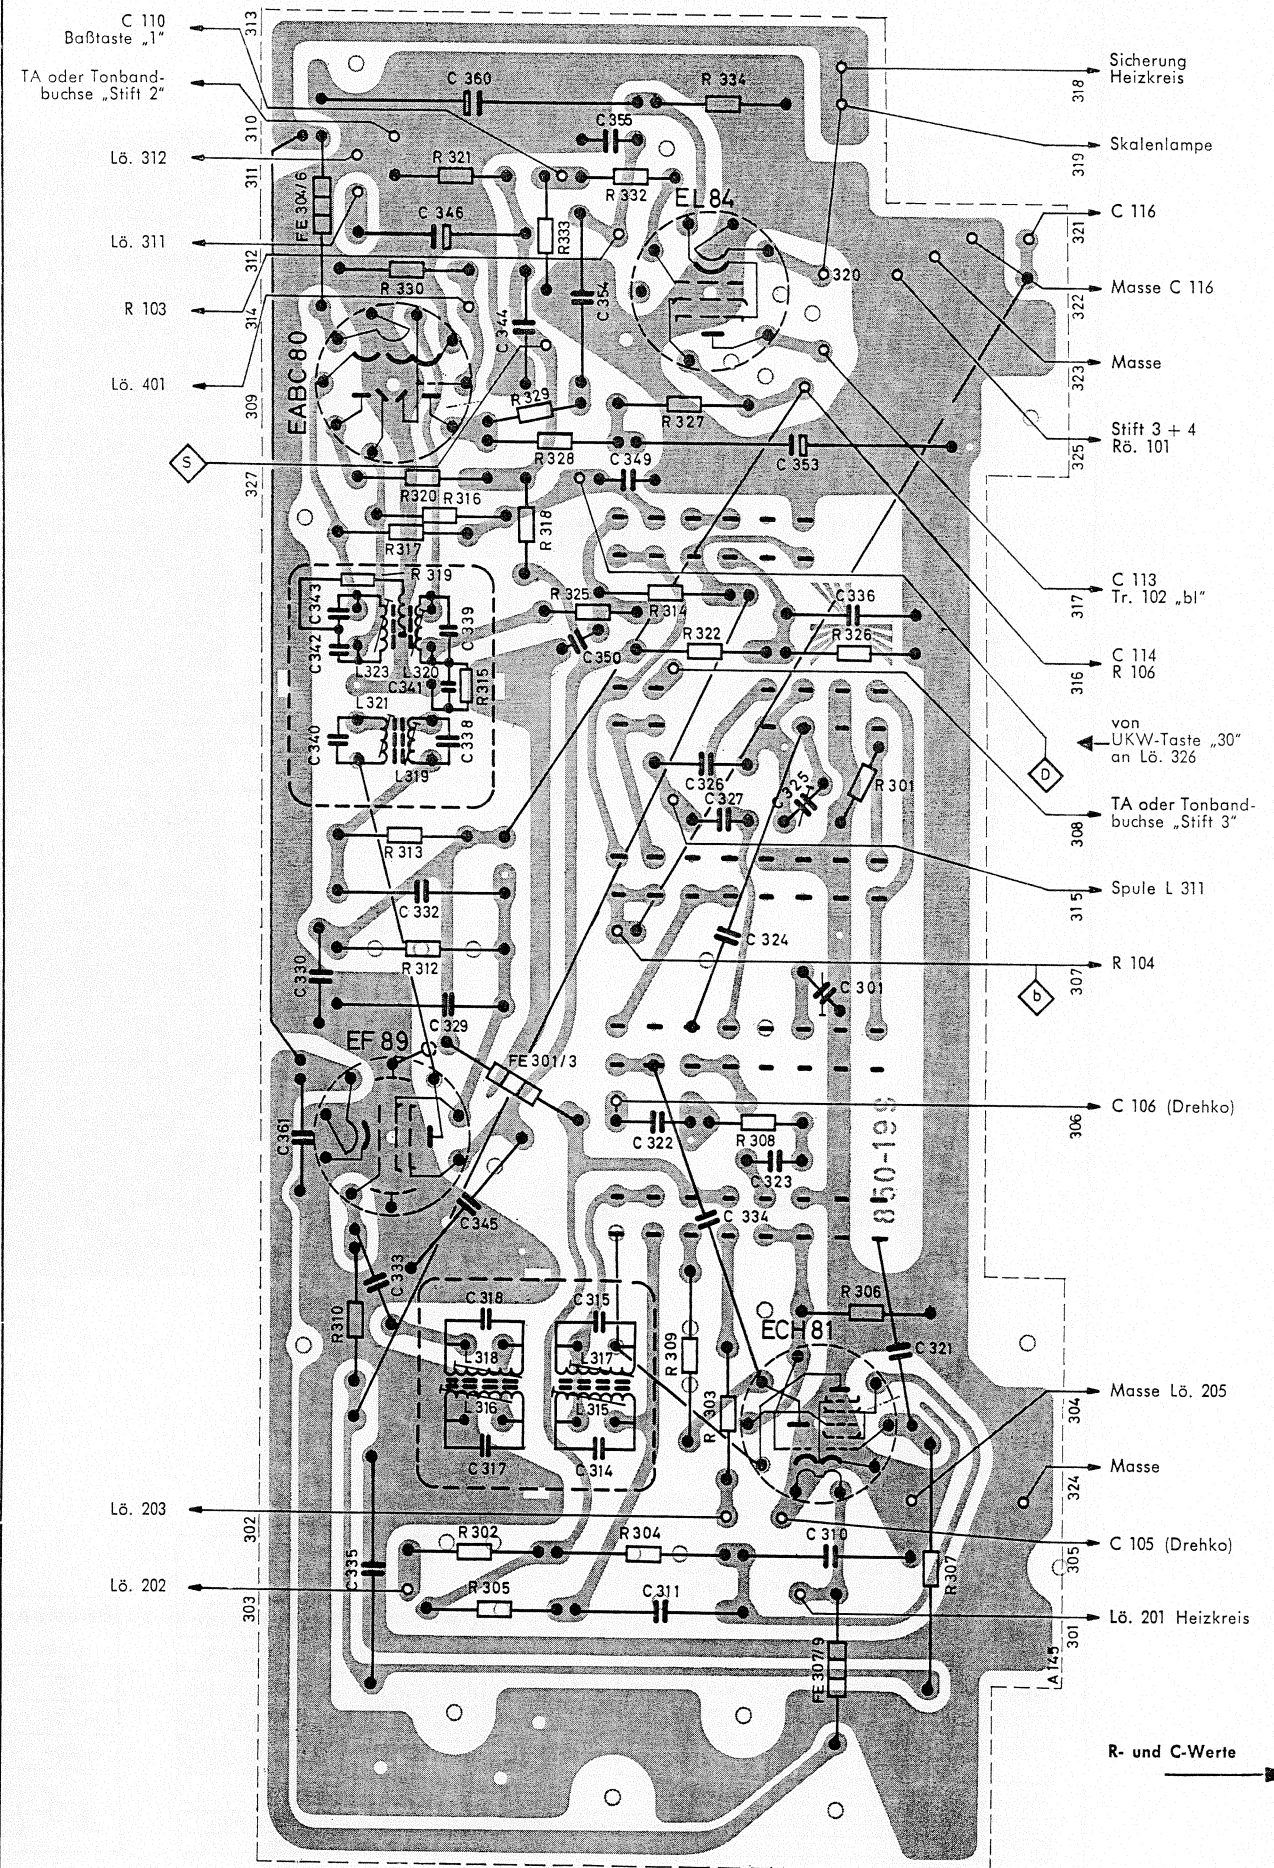 C 110
Baßtaste „1"
313
TA oder Tonband-
buchse „Stift 2"
310
Lö. 312
311
Lö. 311
312
R 103
314
Lö. 401
309
S
327
C 360
R 334
C 355
R 321
R 332
FE 304/6
C 346
R 333
EL 84
R 330
C 344
C 354
320
EABC 80
R 329
R 327
R 328
C 349
C 353
R 320
R 316
R 318
R 317
R 319
C 343
C 342
C 339
R 325
R 314
C 336
C 350
R 322
R 326
L 323
L 320
C 341
R 315
L 321
C 340
C 338
L 319
C 326
C 325
R 301
C 327
R 313
C 332
C 324
C 330
R 312
C 301
C 329
EF 89
FE 301/3
C 361
C 322
R 308
C 323
850-199
C 345
C 334
C 333
R 310
C 318
C 315
R 306
ECH 81
L 318
L 317
R 309
C 321
R 303
L 316
L 315
C 317
C 314
R 302
R 304
C 310
C 335
R 307
R 305
C 311
FE 307/9
A 145
Sicherung
Heizkreis
318
Skalenlampe
319
C 116
321
Masse C 116
322
Masse
323
Stift 3 + 4
Rö. 101
325
C 113
Tr. 102 „bl"
317
C 114
R 106
316
von
UKW-Taste „30"
an Lö. 326
D
TA oder Tonband-
buchse „Stift 3"
308
Spule L 311
315
R 104
307
b
C 106 (Drehko)
306
Masse Lö. 205
304
Masse
324
C 105 (Drehko)
305
Lö. 201 Heizkreis
301
Lö. 203
302
Lö. 202
303
R- und C-Werte